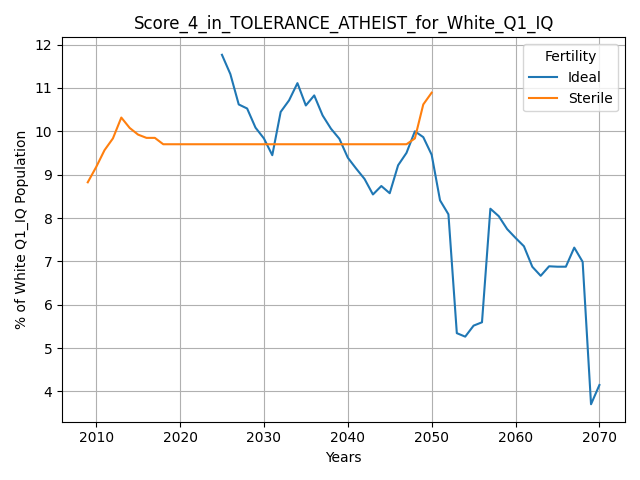 Score_4_in_TOLERANCE_ATHEIST_for_White_Q1_IQ
% of White Q1_IQ Population
12
11
10
9
8
7
6
5
4
Fertility
Ideal
Sterile
2010 2020 2030 2040 2050 2060 2070
Years